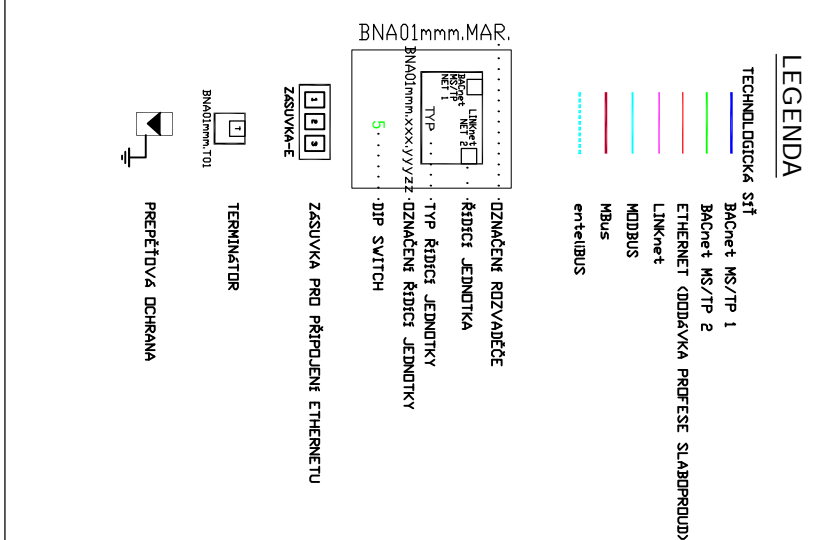 LEGENDA
TECHNOLOGICKÁ SÍŤ
BACnet MS/TP 1
BACnet MS/TP 2
ETHERNET (DODÁVKA PROFESE SLABOPROUD)
LINKnet
MODBUS
MBus
enteliBUS
BNA01mmm.MAR.
OZNAČENÍ ROZVADĚČE
BACnet
MS/TP
NET 1
LINKnet
NET 2
ŘÍDÍCÍ JEDNOTKA
TYP
TYP ŘÍDÍCÍ JEDNOTKY
BNA01mmm.xxx.yyyzz
OZNAČENÍ ŘÍDÍCÍ JEDNOTKY
5
DIP SWITCH
1 2 3
ZÁSUVKA-E
ZÁSUVKA PRO PŘIPOJENÍ ETHERNETU
T
BNA01mmm.T01
TERMINÁTOR
PŘEPĚŤOVÁ OCHRANA